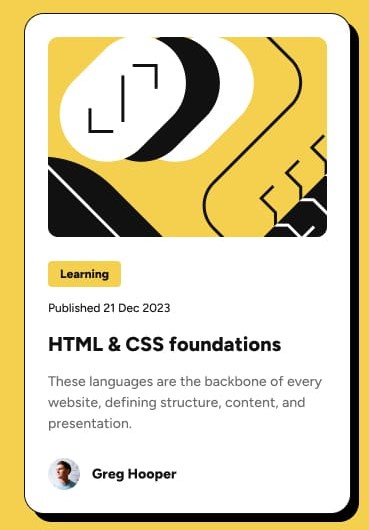 Learning
Published 21 Dec 2023
HTML & CSS foundations
These languages are the backbone of every
website, defining structure, content, and
presentation.
Greg Hooper